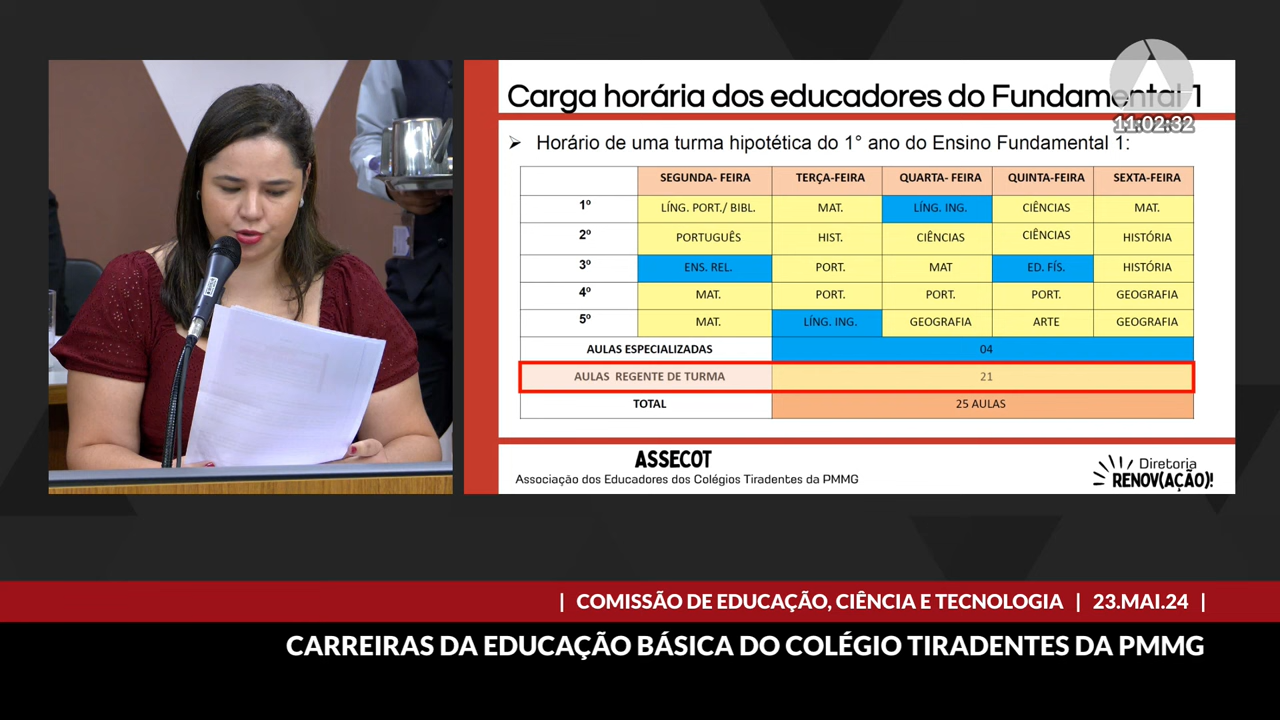 Carga horária dos educadores do Fundamental 1
11:02:32
➢ Horário de uma turma hipotética do 1° ano do Ensino Fundamental 1:
SEGUNDA- FEIRA TERÇA-FEIRA QUARTA- FEIRA QUINTA-FEIRA SEXTA-FEIRA
1º LÍNG. PORT./ BIBL. MAT. LÍNG. ING. CIÊNCIAS MAT.
2º PORTUGUÊS HIST. CIÊNCIAS CIÊNCIAS HISTÓRIA
3º ENS. REL. PORT. MAT ED. FÍS. HISTÓRIA
4º MAT. PORT. PORT. PORT. GEOGRAFIA
5º MAT. LÍNG. ING. GEOGRAFIA ARTE GEOGRAFIA
AULAS ESPECIALIZADAS 04
AULAS REGENTE DE TURMA 21
TOTAL 25 AULAS
ASSECOT
Associação dos Educadores dos Colégios Tiradentes da PMMG
Diretoria
RENOV(AÇÃO)!
| COMISSÃO DE EDUCAÇÃO, CIÊNCIA E TECNOLOGIA | 23.MAI.24 |
CARREIRAS DA EDUCAÇÃO BÁSICA DO COLÉGIO TIRADENTES DA PMMG